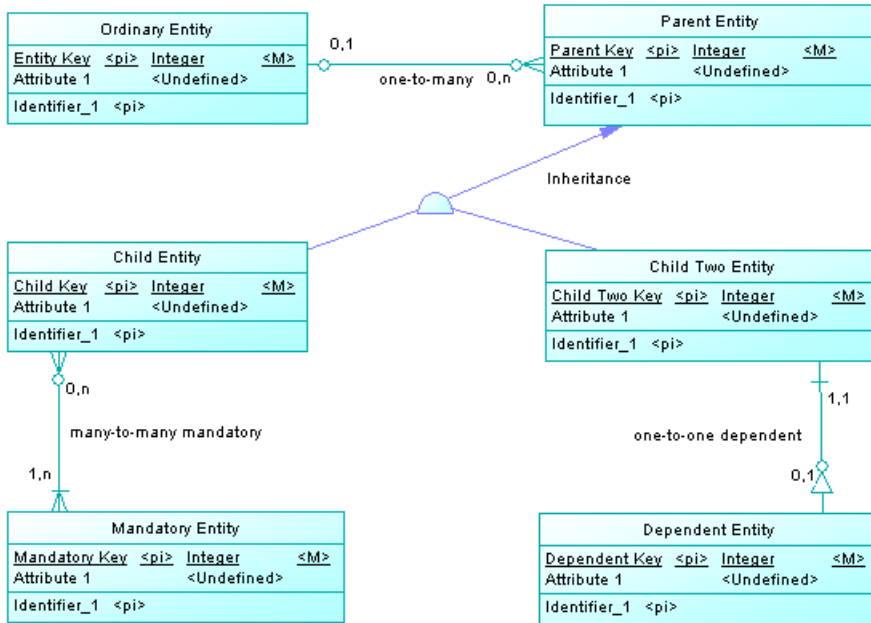 Ordinary Entity
Entity Key <pi> Integer <M>
Attribute 1 <Undefined>
Identifier_1 <pi>
0,1
one-to-many
0,n
Parent Entity
Parent Key <pi> Integer <M>
Attribute 1 <Undefined>
Identifier_1 <pi>
Inheritance
Child Entity
Child Key <pi> Integer <M>
Attribute 1 <Undefined>
Identifier_1 <pi>
Child Two Entity
Child Two Key <pi> Integer <M>
Attribute 1 <Undefined>
Identifier_1 <pi>
0,n
many-to-many mandatory
1,n
1,1
one-to-one dependent
0,1
Mandatory Entity
Mandatory Key <pi> Integer <M>
Attribute 1 <Undefined>
Identifier_1 <pi>
Dependent Entity
Dependent Key <pi> Integer <M>
Attribute 1 <Undefined>
Identifier_1 <pi>